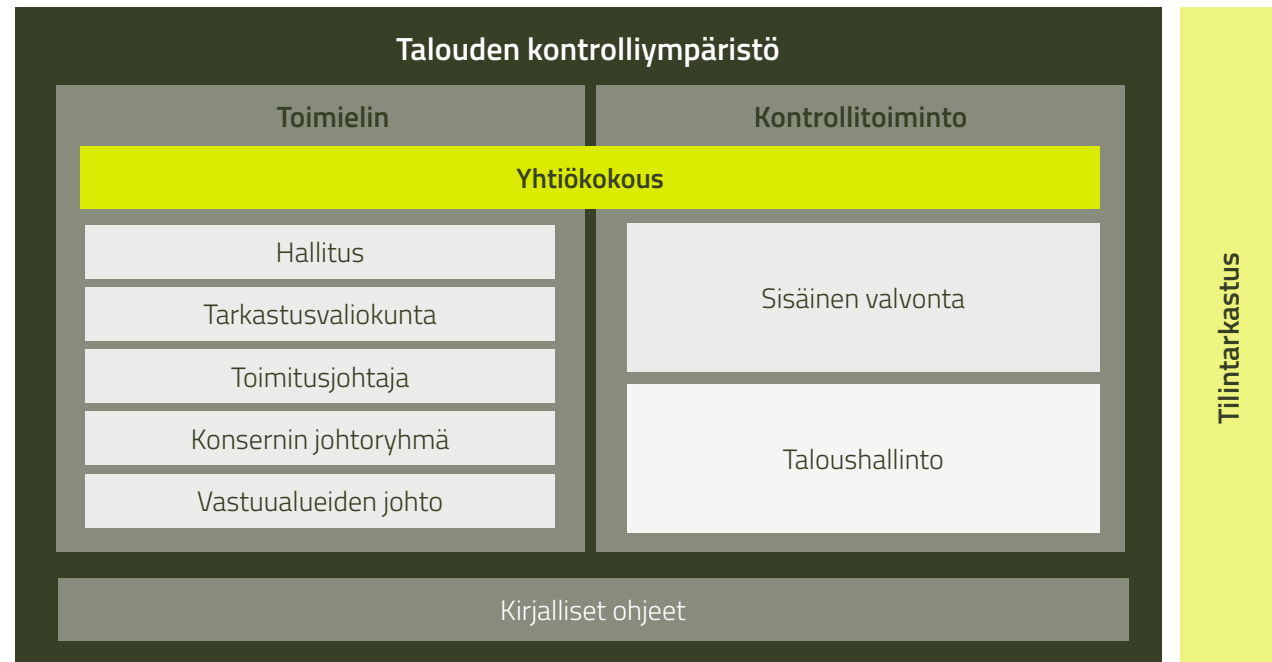 Talouden kontrolliympäristö
Toimielin
Kontrollitoiminto
Yhtiökokous
Hallitus
Tarkastusvaliokunta
Toimitusjohtaja
Konsernin johtoryhmä
Vastuualueiden johto
Sisäinen valvonta
Taloushallinto
Kirjalliset ohjeet
Tilintarkastus